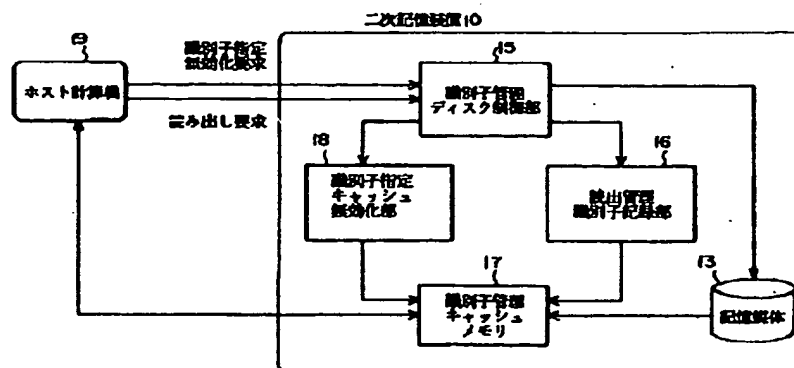 二次記憶装置10
19
識別子指定
無効化要求
15
ホスト計算機
識別子管理
ディスク制御部
読み出し要求
18
16
識別子指定
キャッシュ
無効化部
読出管理
識別子記録部
17
13
識別子管理
キャッシュ
メモリ
記憶媒体